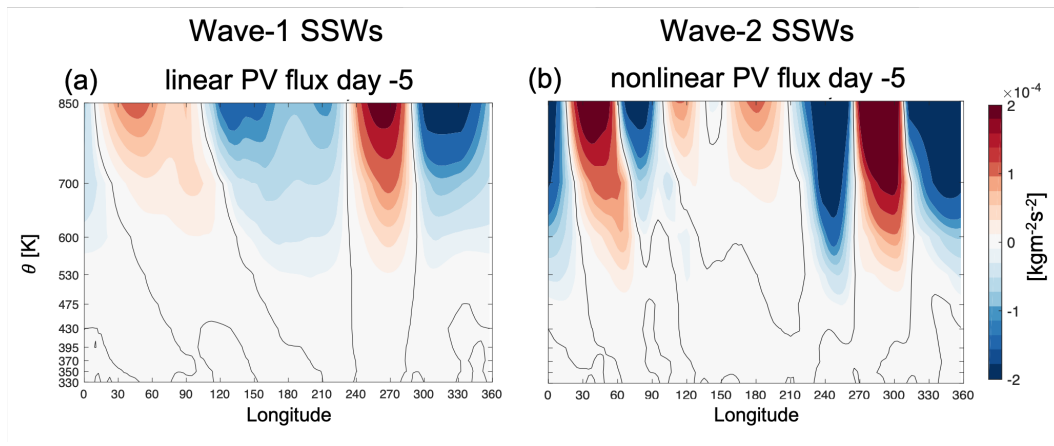 Wave-1 SSWs
Wave-2 SSWs
(a) linear PV flux day -5
(b) nonlinear PV flux day -5
850
700
600
530
475
430
395
370
350
330
θ [K]
0 30 60 90 120 150 180 210 240 270 300 330 360
Longitude
0 30 60 90 120 150 180 210 240 270 300 330 360
Longitude
×10⁻⁴
2
1
0
-1
-2
[kgm⁻²s⁻²]